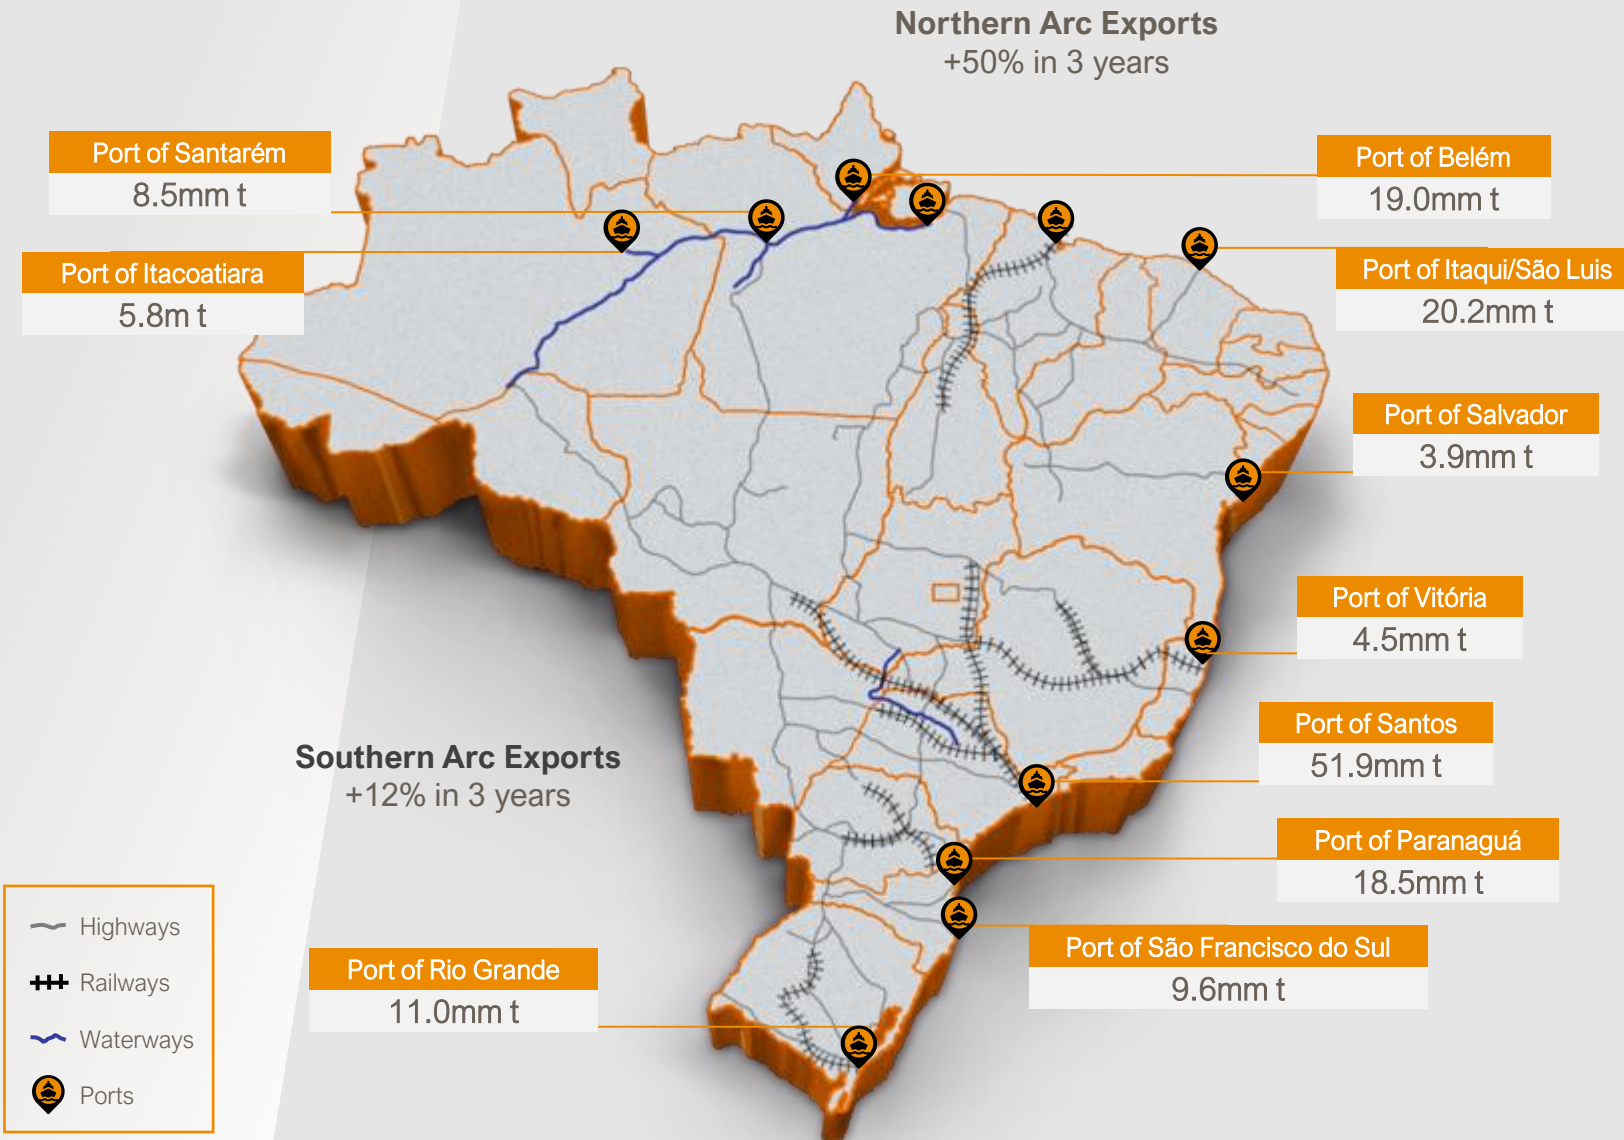 Northern Arc Exports
+50% in 3 years
Port of Santarém
8.5mm t
Port of Belém
19.0mm t
Port of Itacoatiara
5.8m t
Port of Itaqui/São Luis
20.2mm t
Port of Salvador
3.9mm t
Port of Vitória
4.5mm t
Port of Santos
51.9mm t
Southern Arc Exports
+12% in 3 years
Port of Paranaguá
18.5mm t
Port of São Francisco do Sul
9.6mm t
Port of Rio Grande
11.0mm t
Highways
Railways
Waterways
Ports